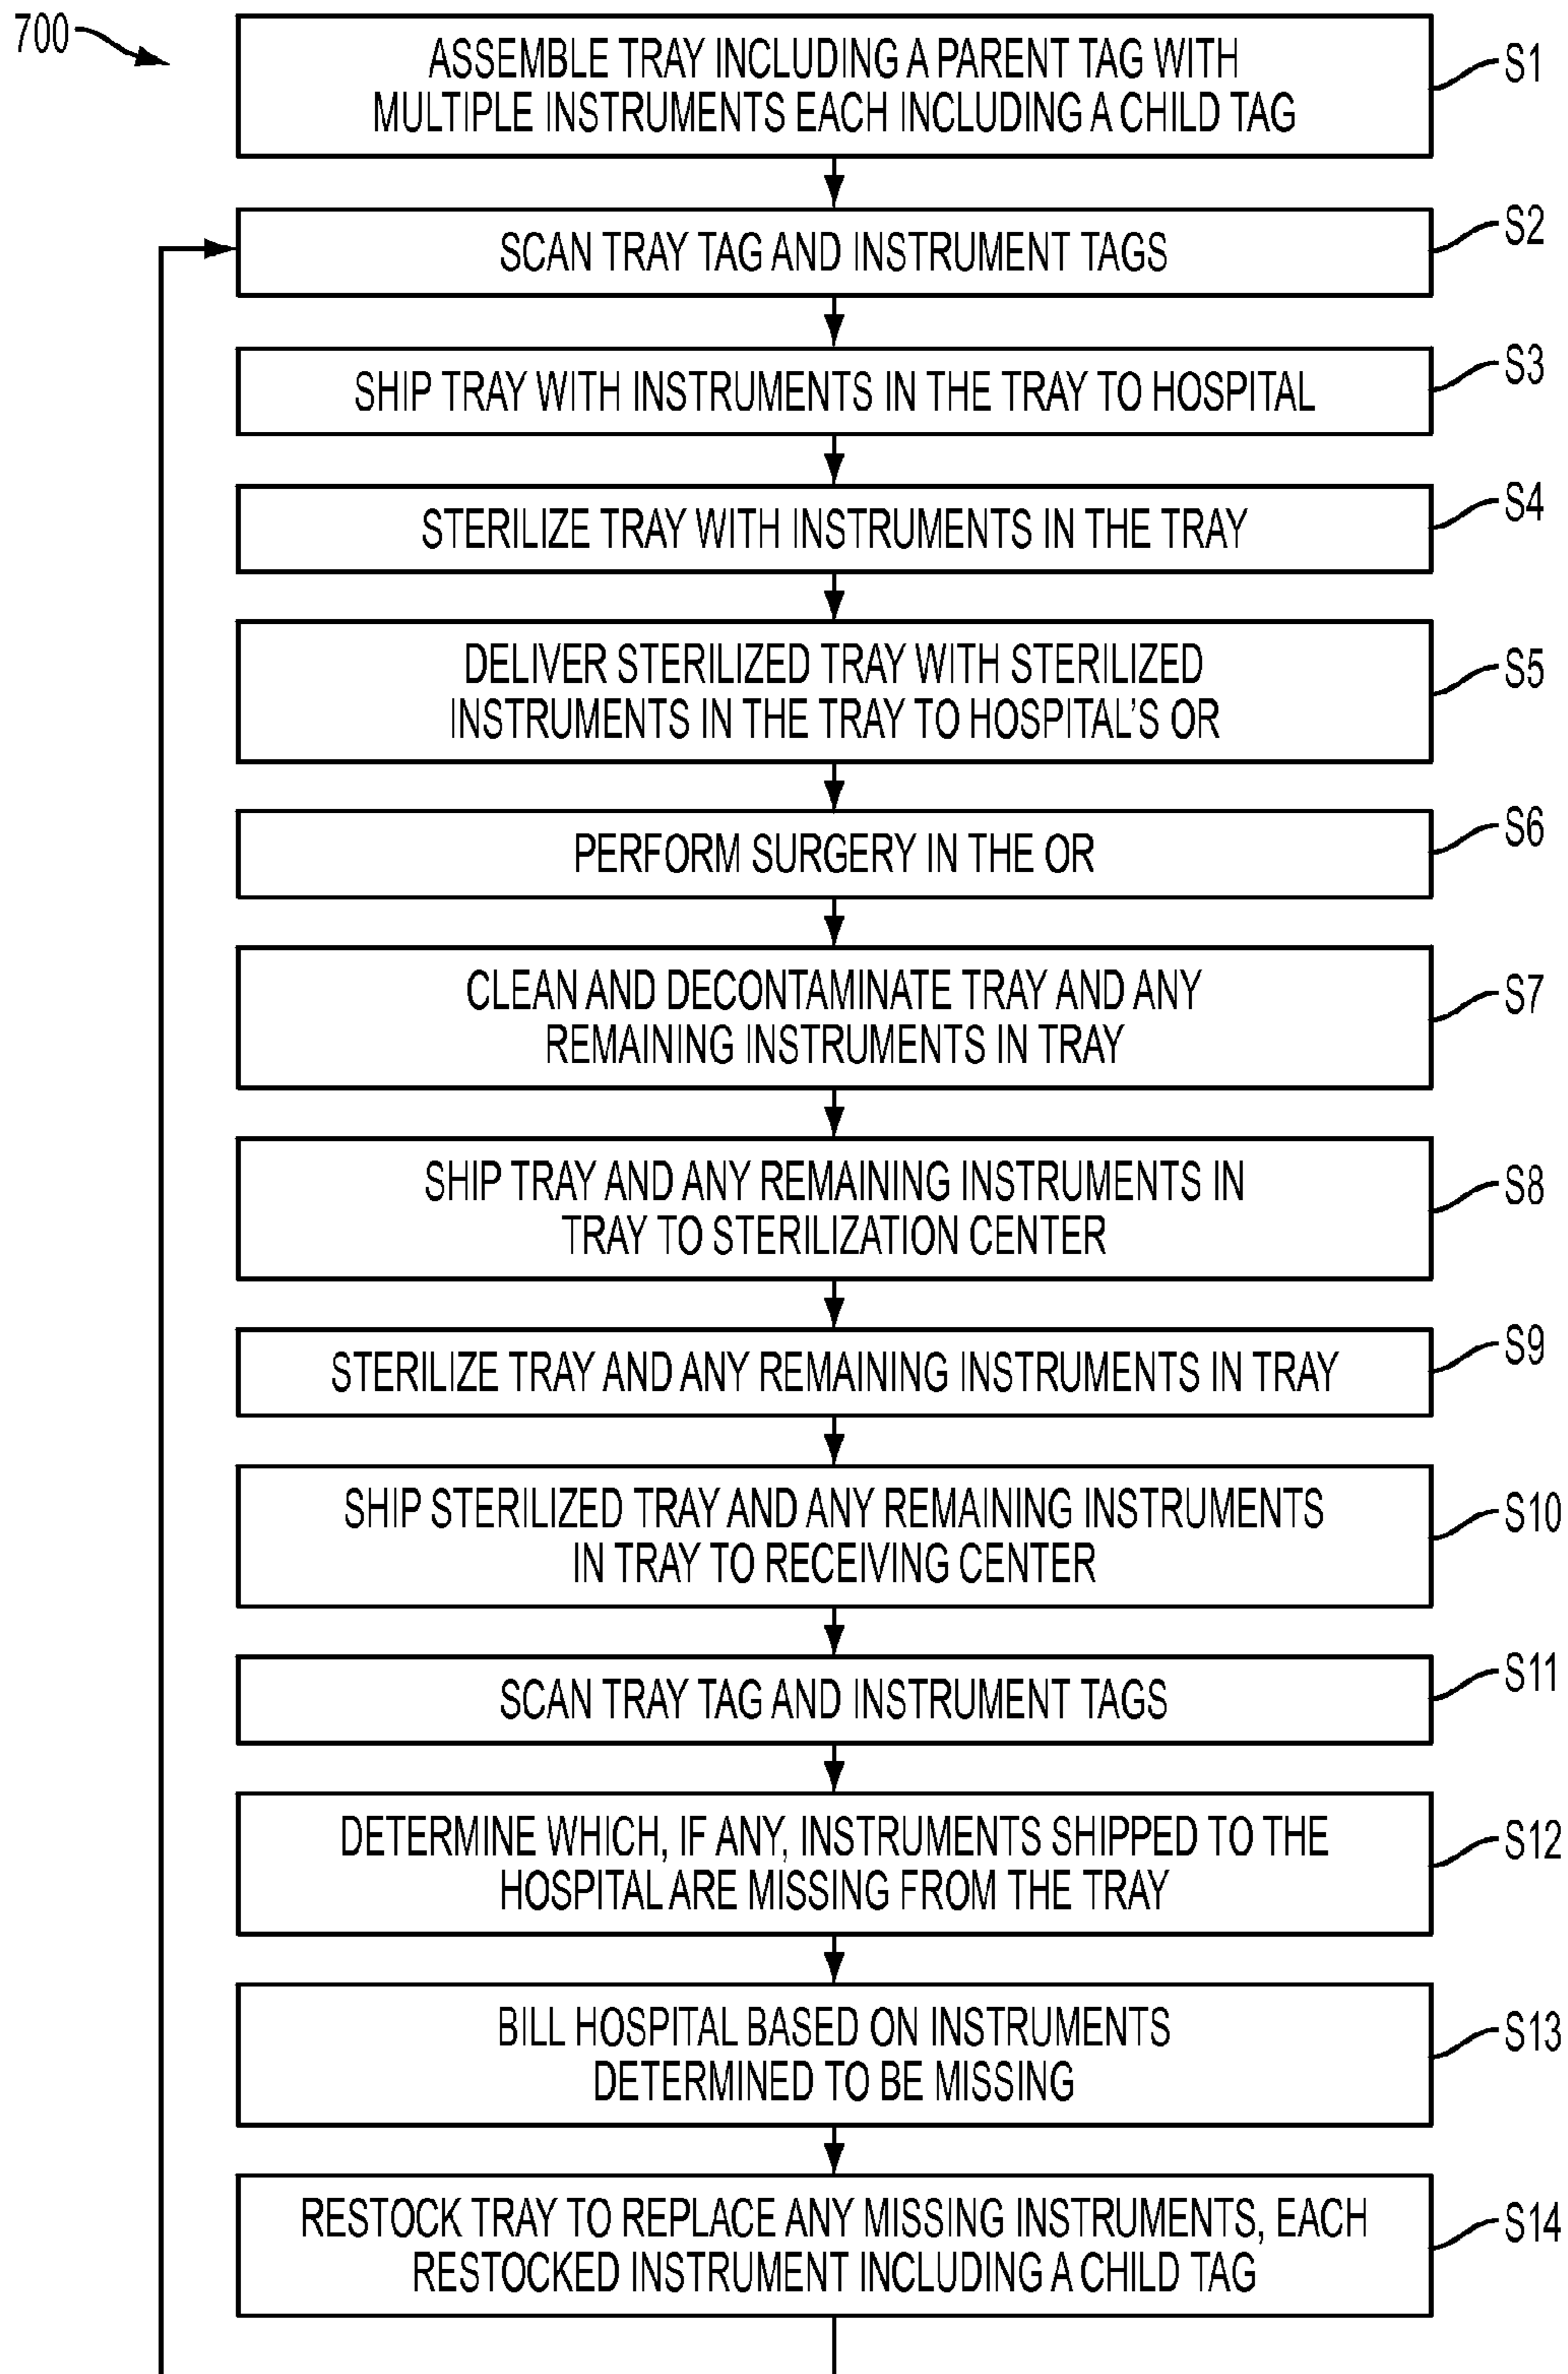 700
ASSEMBLE TRAY INCLUDING A PARENT TAG WITH
MULTIPLE INSTRUMENTS EACH INCLUDING A CHILD TAG
S1
SCAN TRAY TAG AND INSTRUMENT TAGS
S2
SHIP TRAY WITH INSTRUMENTS IN THE TRAY TO HOSPITAL
S3
STERILIZE TRAY WITH INSTRUMENTS IN THE TRAY
S4
DELIVER STERILIZED TRAY WITH STERILIZED
INSTRUMENTS IN THE TRAY TO HOSPITAL'S OR
S5
PERFORM SURGERY IN THE OR
S6
CLEAN AND DECONTAMINATE TRAY AND ANY
REMAINING INSTRUMENTS IN TRAY
S7
SHIP TRAY AND ANY REMAINING INSTRUMENTS IN
TRAY TO STERILIZATION CENTER
S8
STERILIZE TRAY AND ANY REMAINING INSTRUMENTS IN TRAY
S9
SHIP STERILIZED TRAY AND ANY REMAINING INSTRUMENTS
IN TRAY TO RECEIVING CENTER
S10
SCAN TRAY TAG AND INSTRUMENT TAGS
S11
DETERMINE WHICH, IF ANY, INSTRUMENTS SHIPPED TO THE
HOSPITAL ARE MISSING FROM THE TRAY
S12
BILL HOSPITAL BASED ON INSTRUMENTS
DETERMINED TO BE MISSING
S13
RESTOCK TRAY TO REPLACE ANY MISSING INSTRUMENTS, EACH
RESTOCKED INSTRUMENT INCLUDING A CHILD TAG
S14